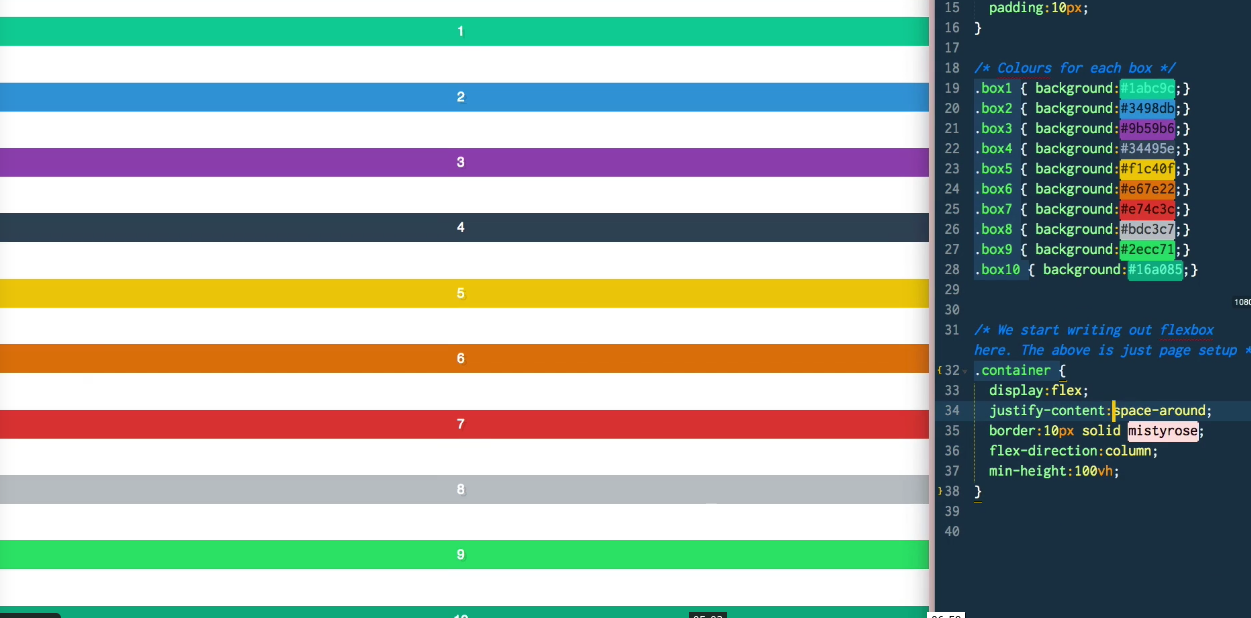 1
2
3
4
5
6
7
8
9
15 padding:10px;
16 }
17
18 /* Colours for each box */
19 .box1 { background:#1abc9c;}
20 .box2 { background:#3498db;}
21 .box3 { background:#9b59b6;}
22 .box4 { background:#34495e;}
23 .box5 { background:#f1c40f;}
24 .box6 { background:#e67e22;}
25 .box7 { background:#e74c3c;}
26 .box8 { background:#bdc3c7;}
27 .box9 { background:#2ecc71;}
28 .box10 { background:#16a085;}
29
30
31 /* We start writing out flexbox
here. The above is just page setup *
32 .container {
33 display:flex;
34 justify-content:space-around;
35 border:10px solid mistyrose;
36 flex-direction:column;
37 min-height:100vh;
38 }
39
40